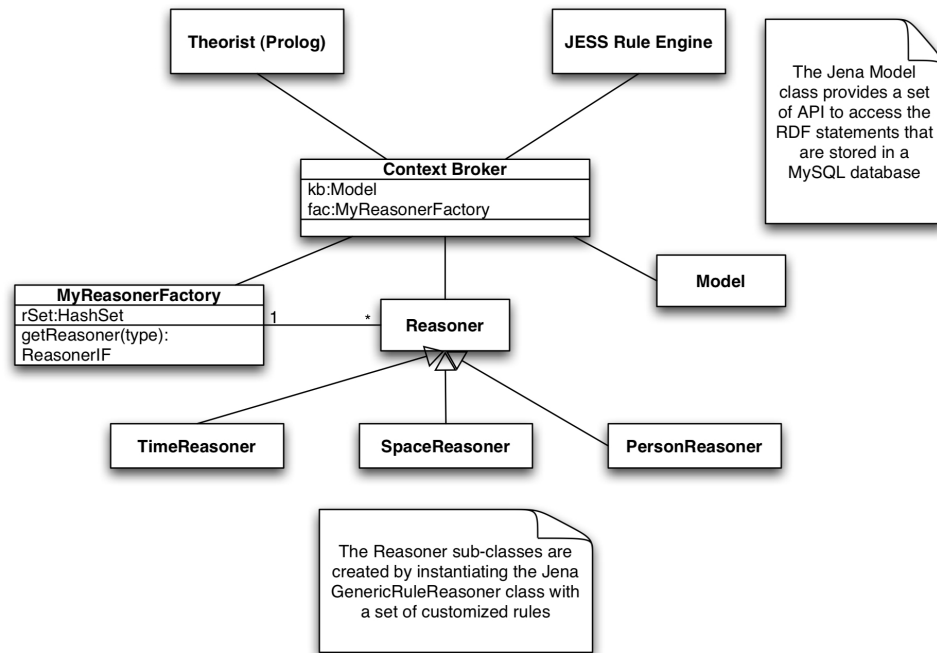 Theorist (Prolog)
JESS Rule Engine
The Jena Model
class provides a set
of API to access the
RDF statements that
are stored in a
MySQL database
Context Broker
kb:Model
fac:MyReasonerFactory
Model
MyReasonerFactory
rSet:HashSet
getReasoner(type):
ReasonerIF
1
*
Reasoner
TimeReasoner
SpaceReasoner
PersonReasoner
The Reasoner sub-classes are
created by instantiating the Jena
GenericRuleReasoner class with
a set of customized rules